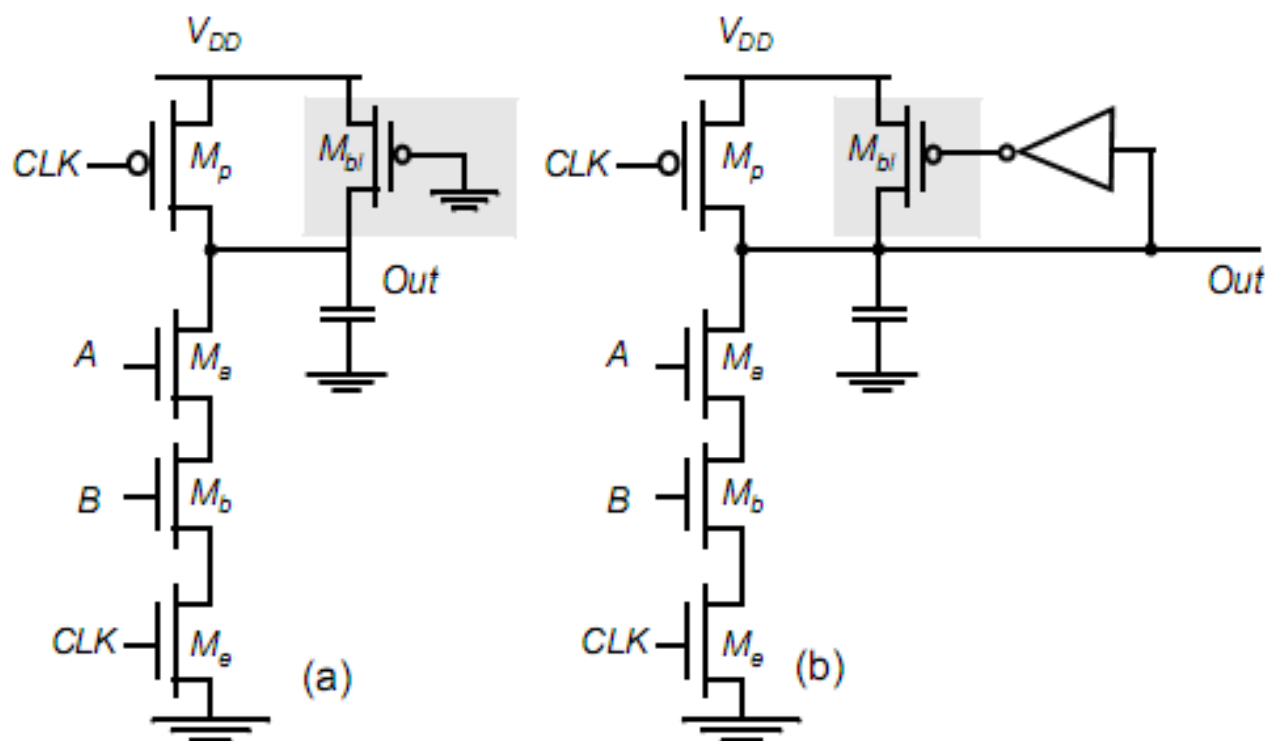 V_DD
CLK
M_p
M_bl
Out
A
M_a
B
M_b
CLK
M_e
(a)
V_DD
CLK
M_p
M_bl
Out
A
M_a
B
M_b
CLK
M_e
(b)